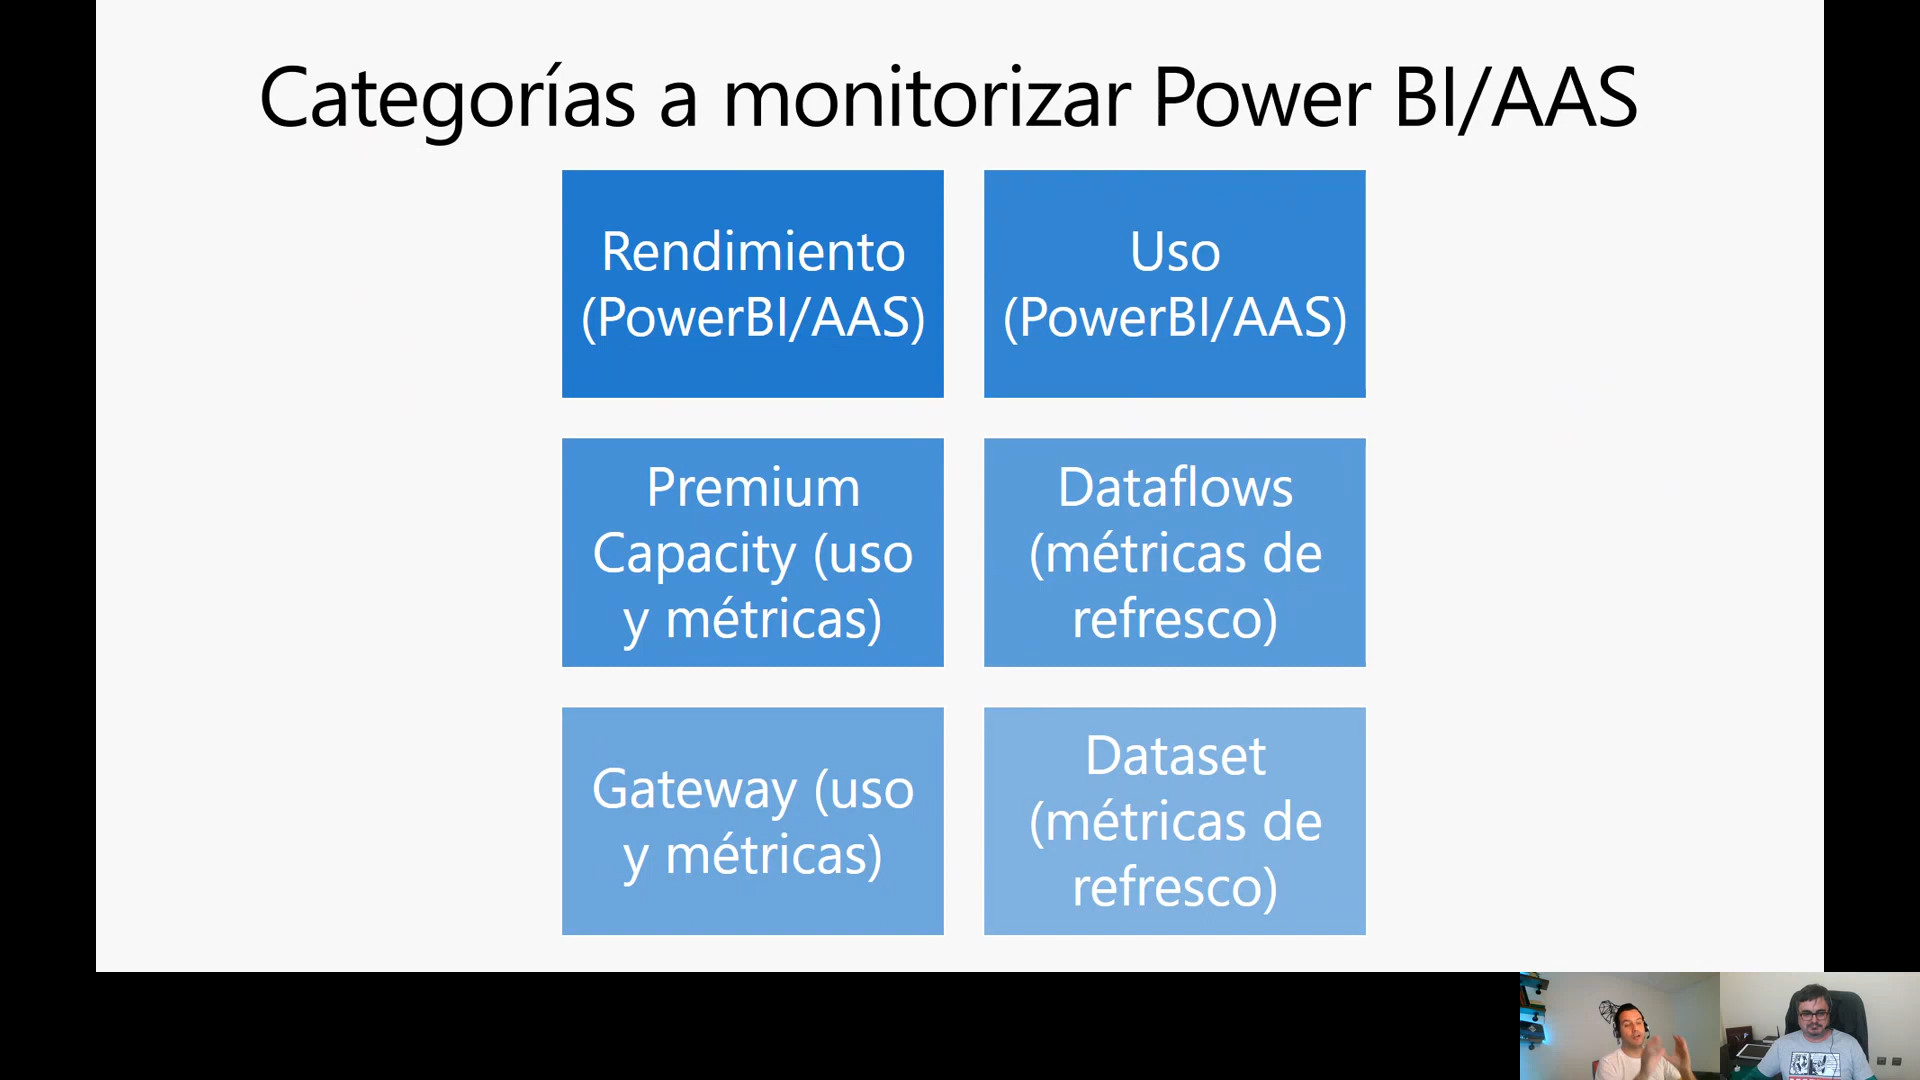 Categorías a monitorizar Power BI/AAS
Rendimiento
(PowerBI/AAS)
Uso
(PowerBI/AAS)
Premium
Capacity (uso
y métricas)
Dataflows
(métricas de
refresco)
Gateway (uso
y métricas)
Dataset
(métricas de
refresco)